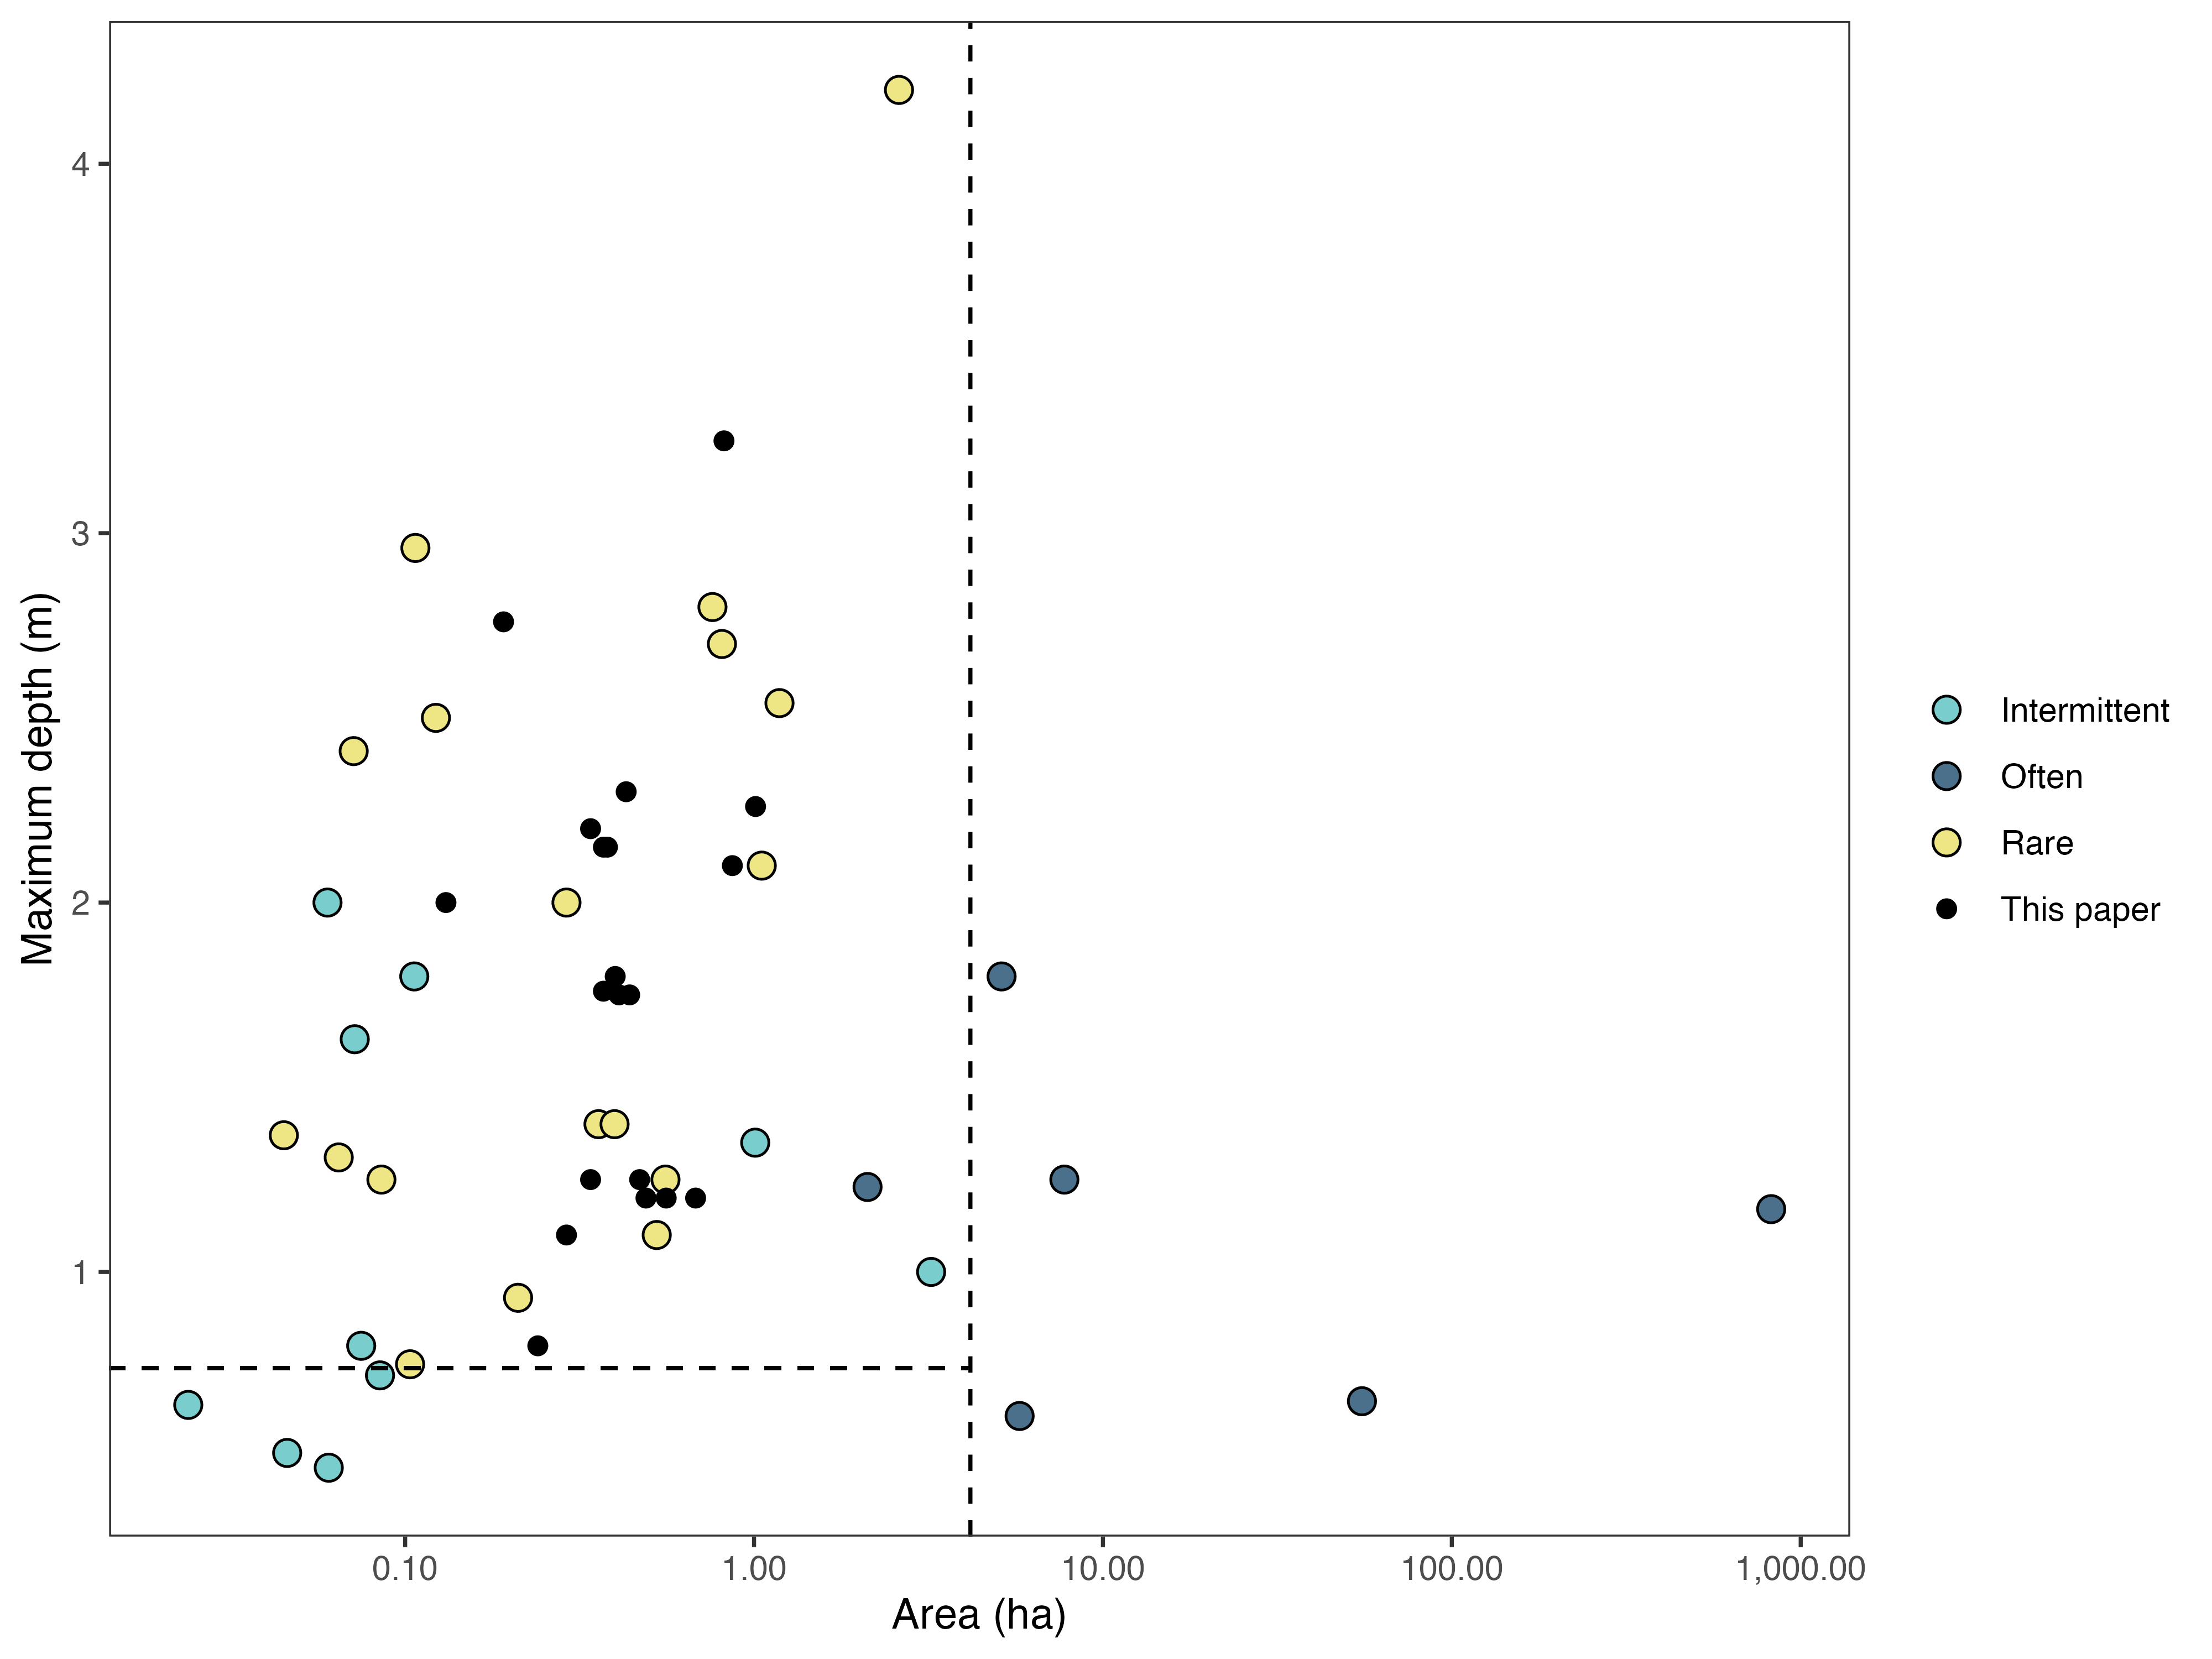 4
3
2
1
Maximum depth (m)
0.10
1.00
10.00
100.00
1,000.00
Area (ha)
Intermittent
Often
Rare
This paper